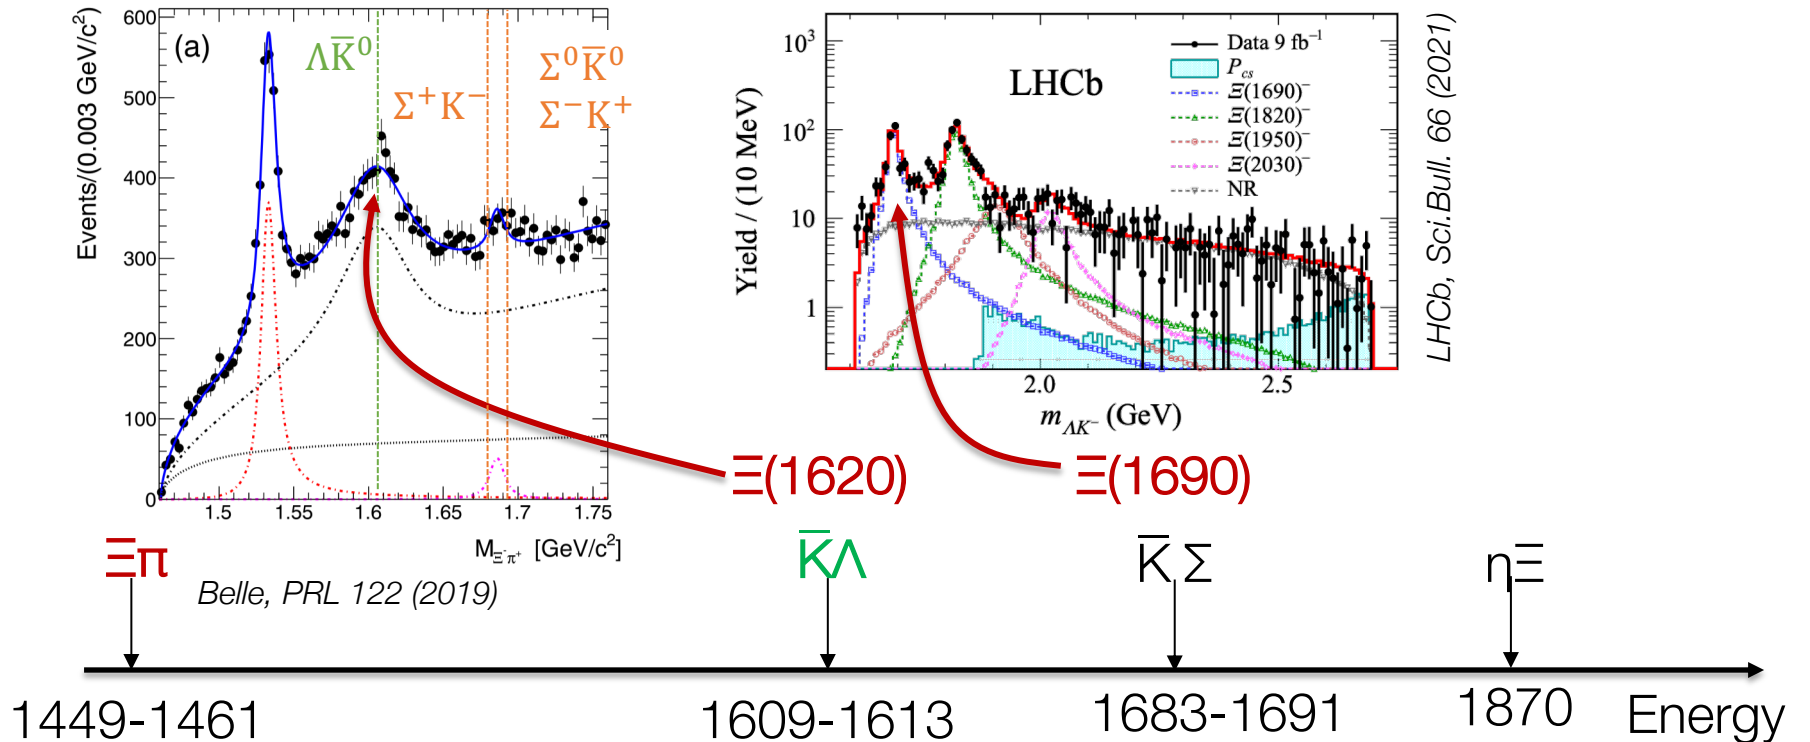 (a)
ΛK̅⁰
Σ⁺K⁻
Σ⁰K̅⁰
Σ⁻K⁺
Events/(0.003 GeV/c²)
600
500
400
300
200
100
0
1.5
1.55
1.6
1.65
1.7
1.75
M_Ξ⁻π⁺ [GeV/c²]
Belle, PRL 122 (2019)
LHCb
Data 9 fb⁻¹
P_cs
Ξ(1690)⁻
Ξ(1820)⁻
Ξ(1950)⁻
Ξ(2030)⁻
NR
Yield / (10 MeV)
10³
10²
10
1
2.0
2.5
m_ΛK⁻ (GeV)
LHCb, Sci.Bull. 66 (2021)
Ξ(1620)
Ξ(1690)
Ξπ
K̅Λ
K̅ Σ
ηΞ
1449-1461
1609-1613
1683-1691
1870
Energy